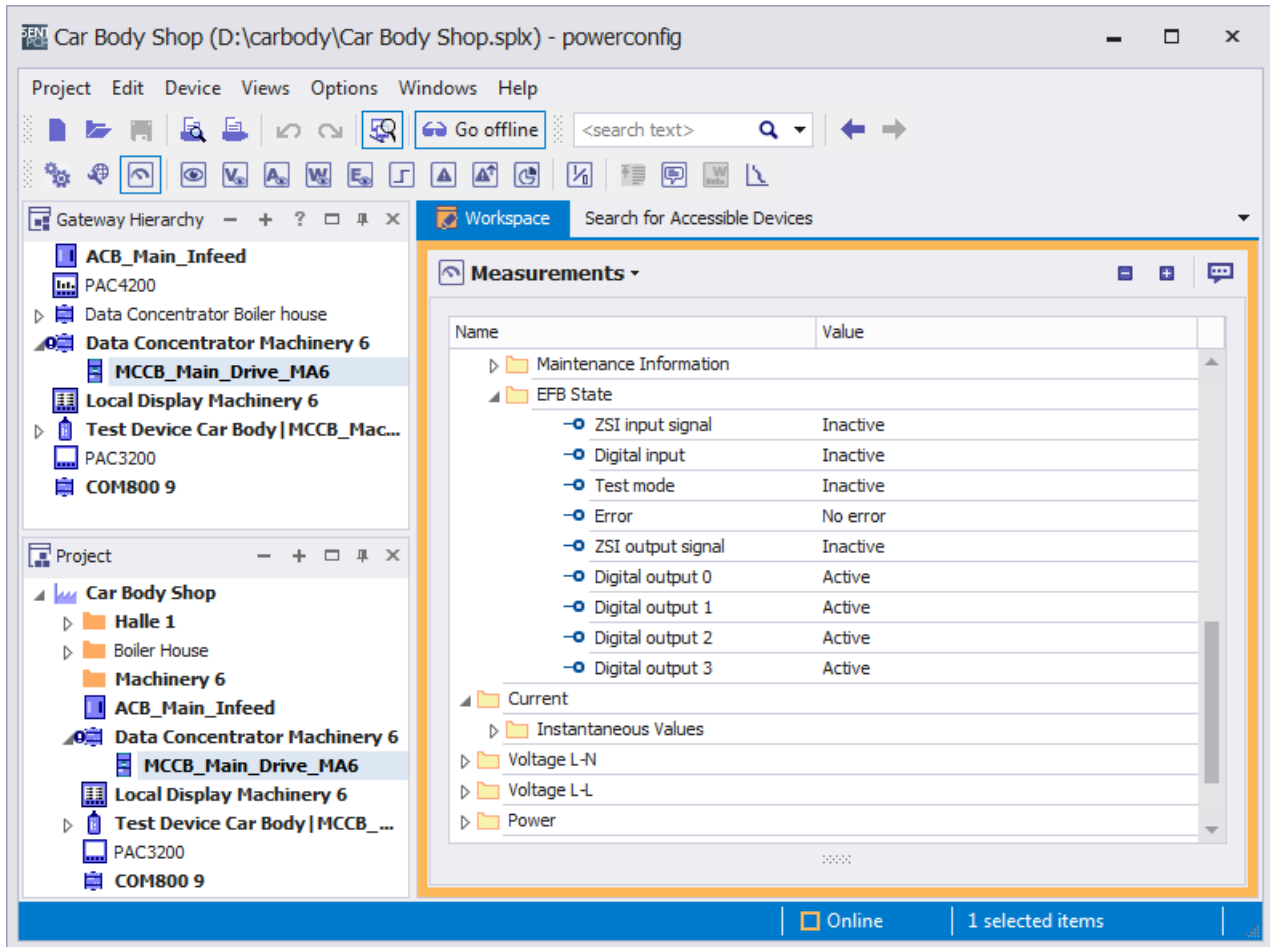 Car Body Shop (D:\carbody\Car Body Shop.splx) - powerconfig
Project Edit Device Views Options Windows Help
Go offline <search text>
Gateway Hierarchy
ACB_Main_Infeed
PAC4200
Data Concentrator Boiler house
Data Concentrator Machinery 6
MCCB_Main_Drive_MA6
Local Display Machinery 6
Test Device Car Body|MCCB_Mac...
PAC3200
COM800 9
Project
Car Body Shop
Halle 1
Boiler House
Machinery 6
ACB_Main_Infeed
Data Concentrator Machinery 6
MCCB_Main_Drive_MA6
Local Display Machinery 6
Test Device Car Body|MCCB_...
PAC3200
COM800 9
Workspace Search for Accessible Devices
Measurements
Name Value
Maintenance Information
EFB State
ZSI input signal Inactive
Digital input Inactive
Test mode Inactive
Error No error
ZSI output signal Inactive
Digital output 0 Active
Digital output 1 Active
Digital output 2 Active
Digital output 3 Active
Current
Instantaneous Values
Voltage L-N
Voltage L-L
Power
Online 1 selected items